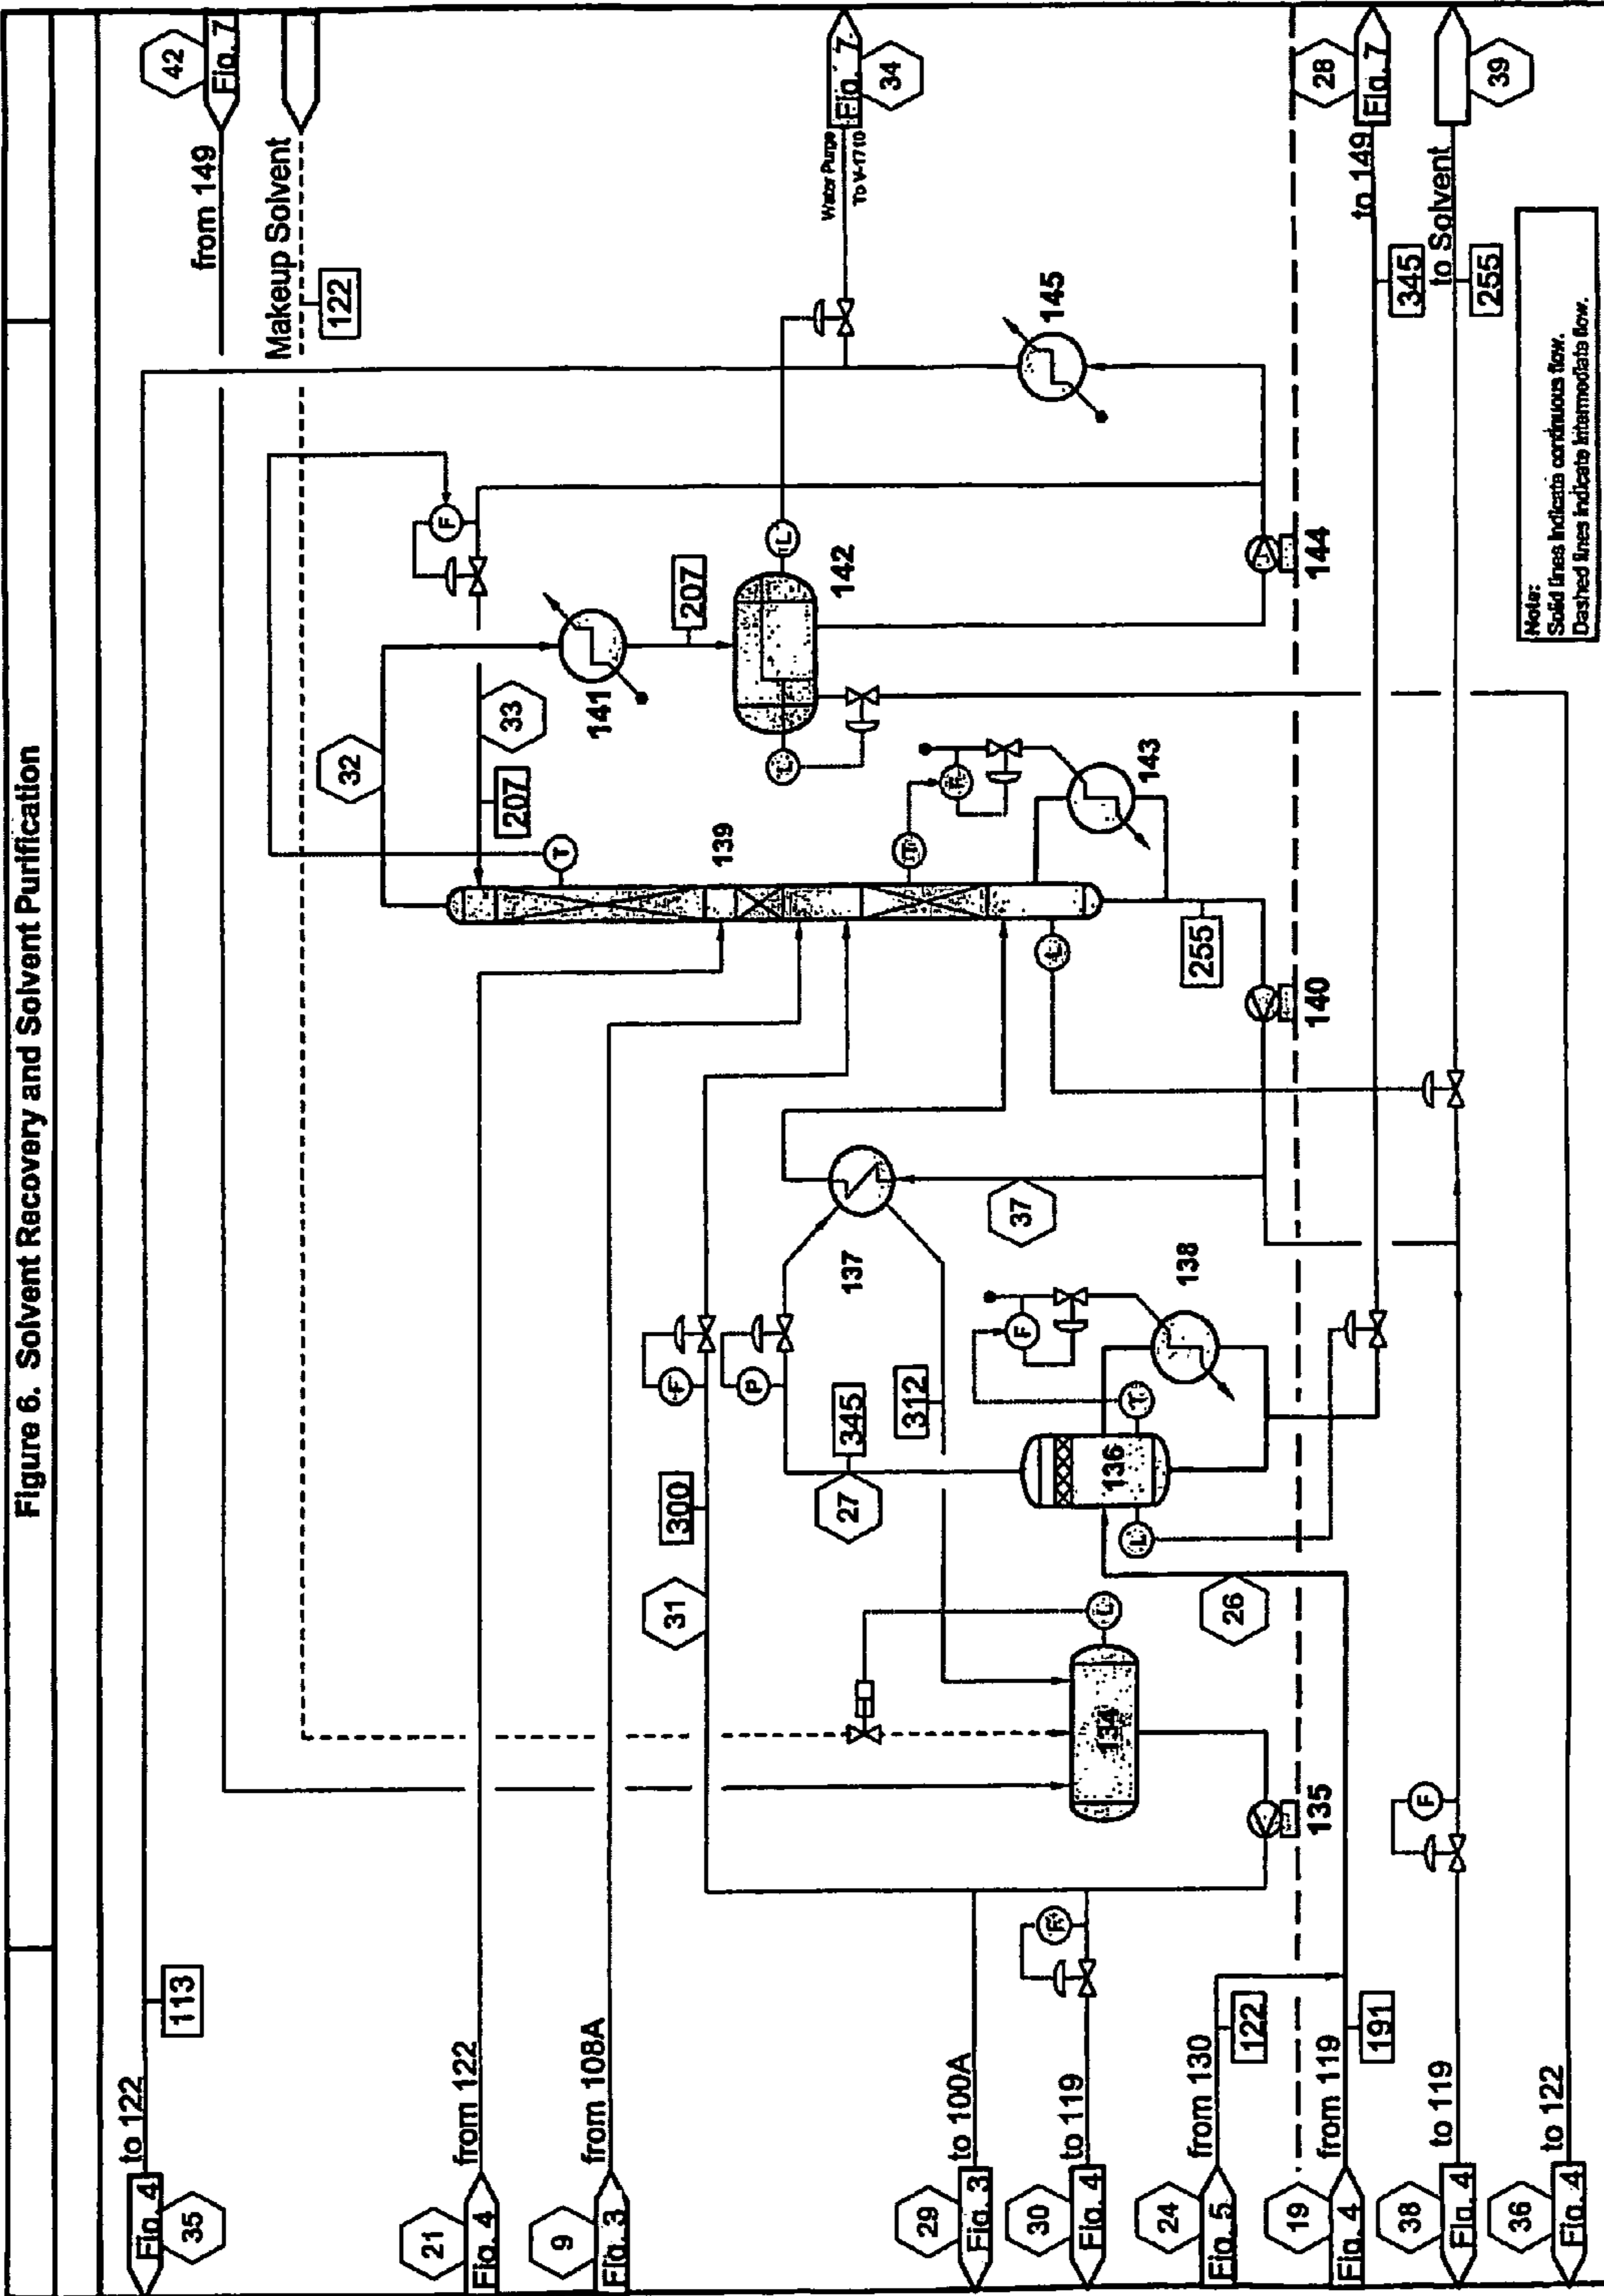 Figure 6. Solvent Recovery and Solvent Purification
Fig. 4
35
to 122
113
42
Fig. 7
from 149
Makeup Solvent
122
32
33
207
21
Fig. 4
from 122
T
F
141
207
9
Fig. 3
from 108A
139
142
L
L
Water Purge
To V-1710
Fig. 7
34
31
300
F
P
345
27
137
312
T
F
143
145
29
Fig. 3
to 100A
30
Fig. 4
to 119
F
134
L
136
T
L
F
138
37
L
255
140
144
24
Fig. 5
from 130
122
135
26
19
Fig. 4
from 119
191
28
Fig. 7
to 149
345
38
Fig. 4
to 119
F
to Solvent
255
39
36
Fig. 4
to 122
Note:
Solid lines indicate continuous flow.
Dashed lines indicate intermediate flow.